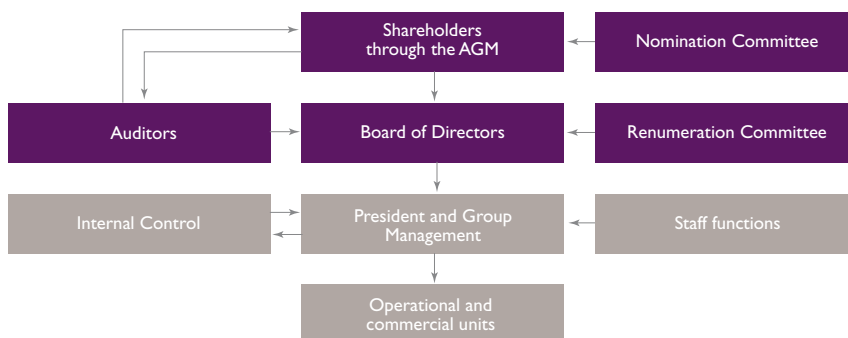 Shareholders
through the AGM
Nomination Committee
Auditors
Board of Directors
Renumeration Committee
Internal Control
President and Group
Management
Staff functions
Operational and
commercial units